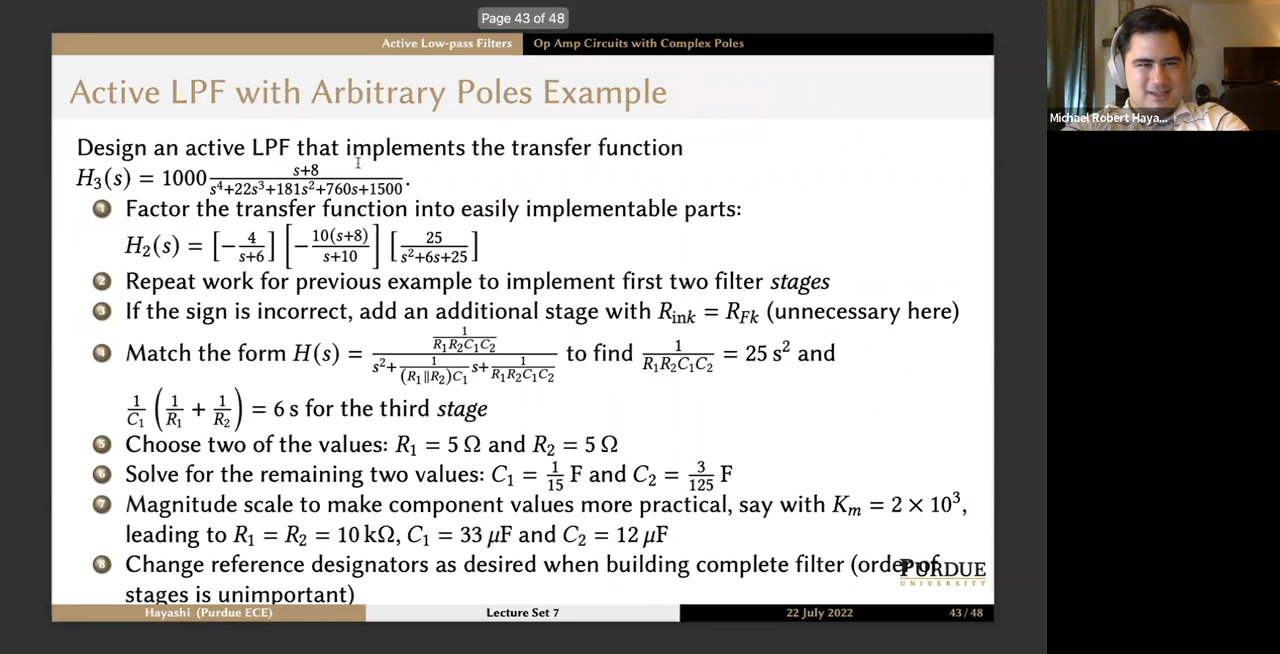 Page 43 of 48
Active Low-pass Filters Op Amp Circuits with Complex Poles
Active LPF with Arbitrary Poles Example
Michael Robert Haya...
Design an active LPF that implements the transfer function
H₃(s) = 1000 (s+8)/(s⁴+22s³+181s²+760s+1500).
1 Factor the transfer function into easily implementable parts:
H₂(s) = [−4/(s+6)] [−10(s+8)/(s+10)] [25/(s²+6s+25)]
2 Repeat work for previous example to implement first two filter stages
3 If the sign is incorrect, add an additional stage with R_ink = R_Fk (unnecessary here)
4 Match the form H(s) = (1/(R₁R₂C₁C₂))/(s²+(1/((R₁∥R₂)C₁))s+1/(R₁R₂C₁C₂)) to find 1/(R₁R₂C₁C₂) = 25 s² and
1/C₁ (1/R₁ + 1/R₂) = 6 s for the third stage
5 Choose two of the values: R₁ = 5 Ω and R₂ = 5 Ω
6 Solve for the remaining two values: C₁ = 1/15 F and C₂ = 3/125 F
7 Magnitude scale to make component values more practical, say with Kₘ = 2 × 10³,
leading to R₁ = R₂ = 10 kΩ, C₁ = 33 μF and C₂ = 12 μF
8 Change reference designators as desired when building complete filter (order of
stages is unimportant)
PURDUE
UNIVERSITY
Hayashi (Purdue ECE) Lecture Set 7 22 July 2022 43 / 48